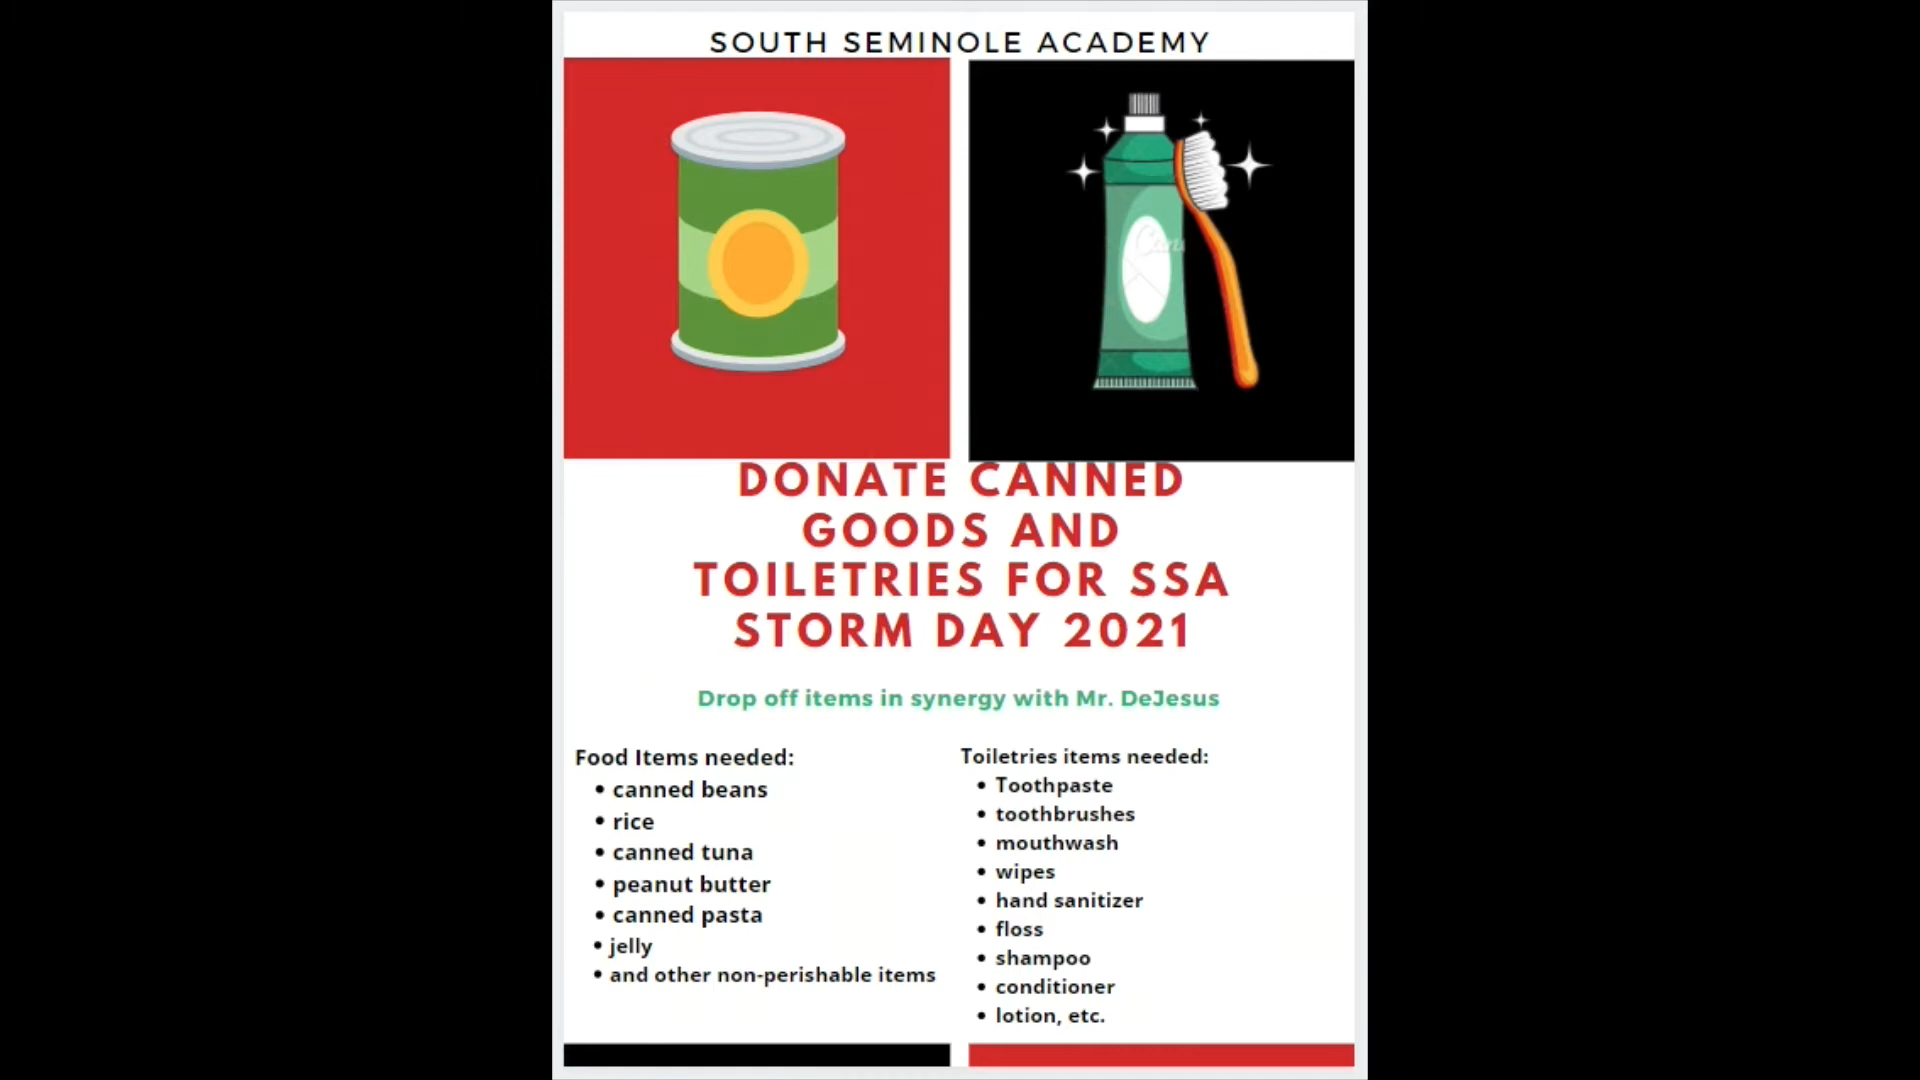 SOUTH SEMINOLE ACADEMY
DONATE CANNED
GOODS AND
TOILETRIES FOR SSA
STORM DAY 2021
Drop off items in synergy with Mr. DeJesus
Food Items needed:
• canned beans
• rice
• canned tuna
• peanut butter
• canned pasta
• jelly
• and other non-perishable items
Toiletries items needed:
• Toothpaste
• toothbrushes
• mouthwash
• wipes
• hand sanitizer
• floss
• shampoo
• conditioner
• lotion, etc.